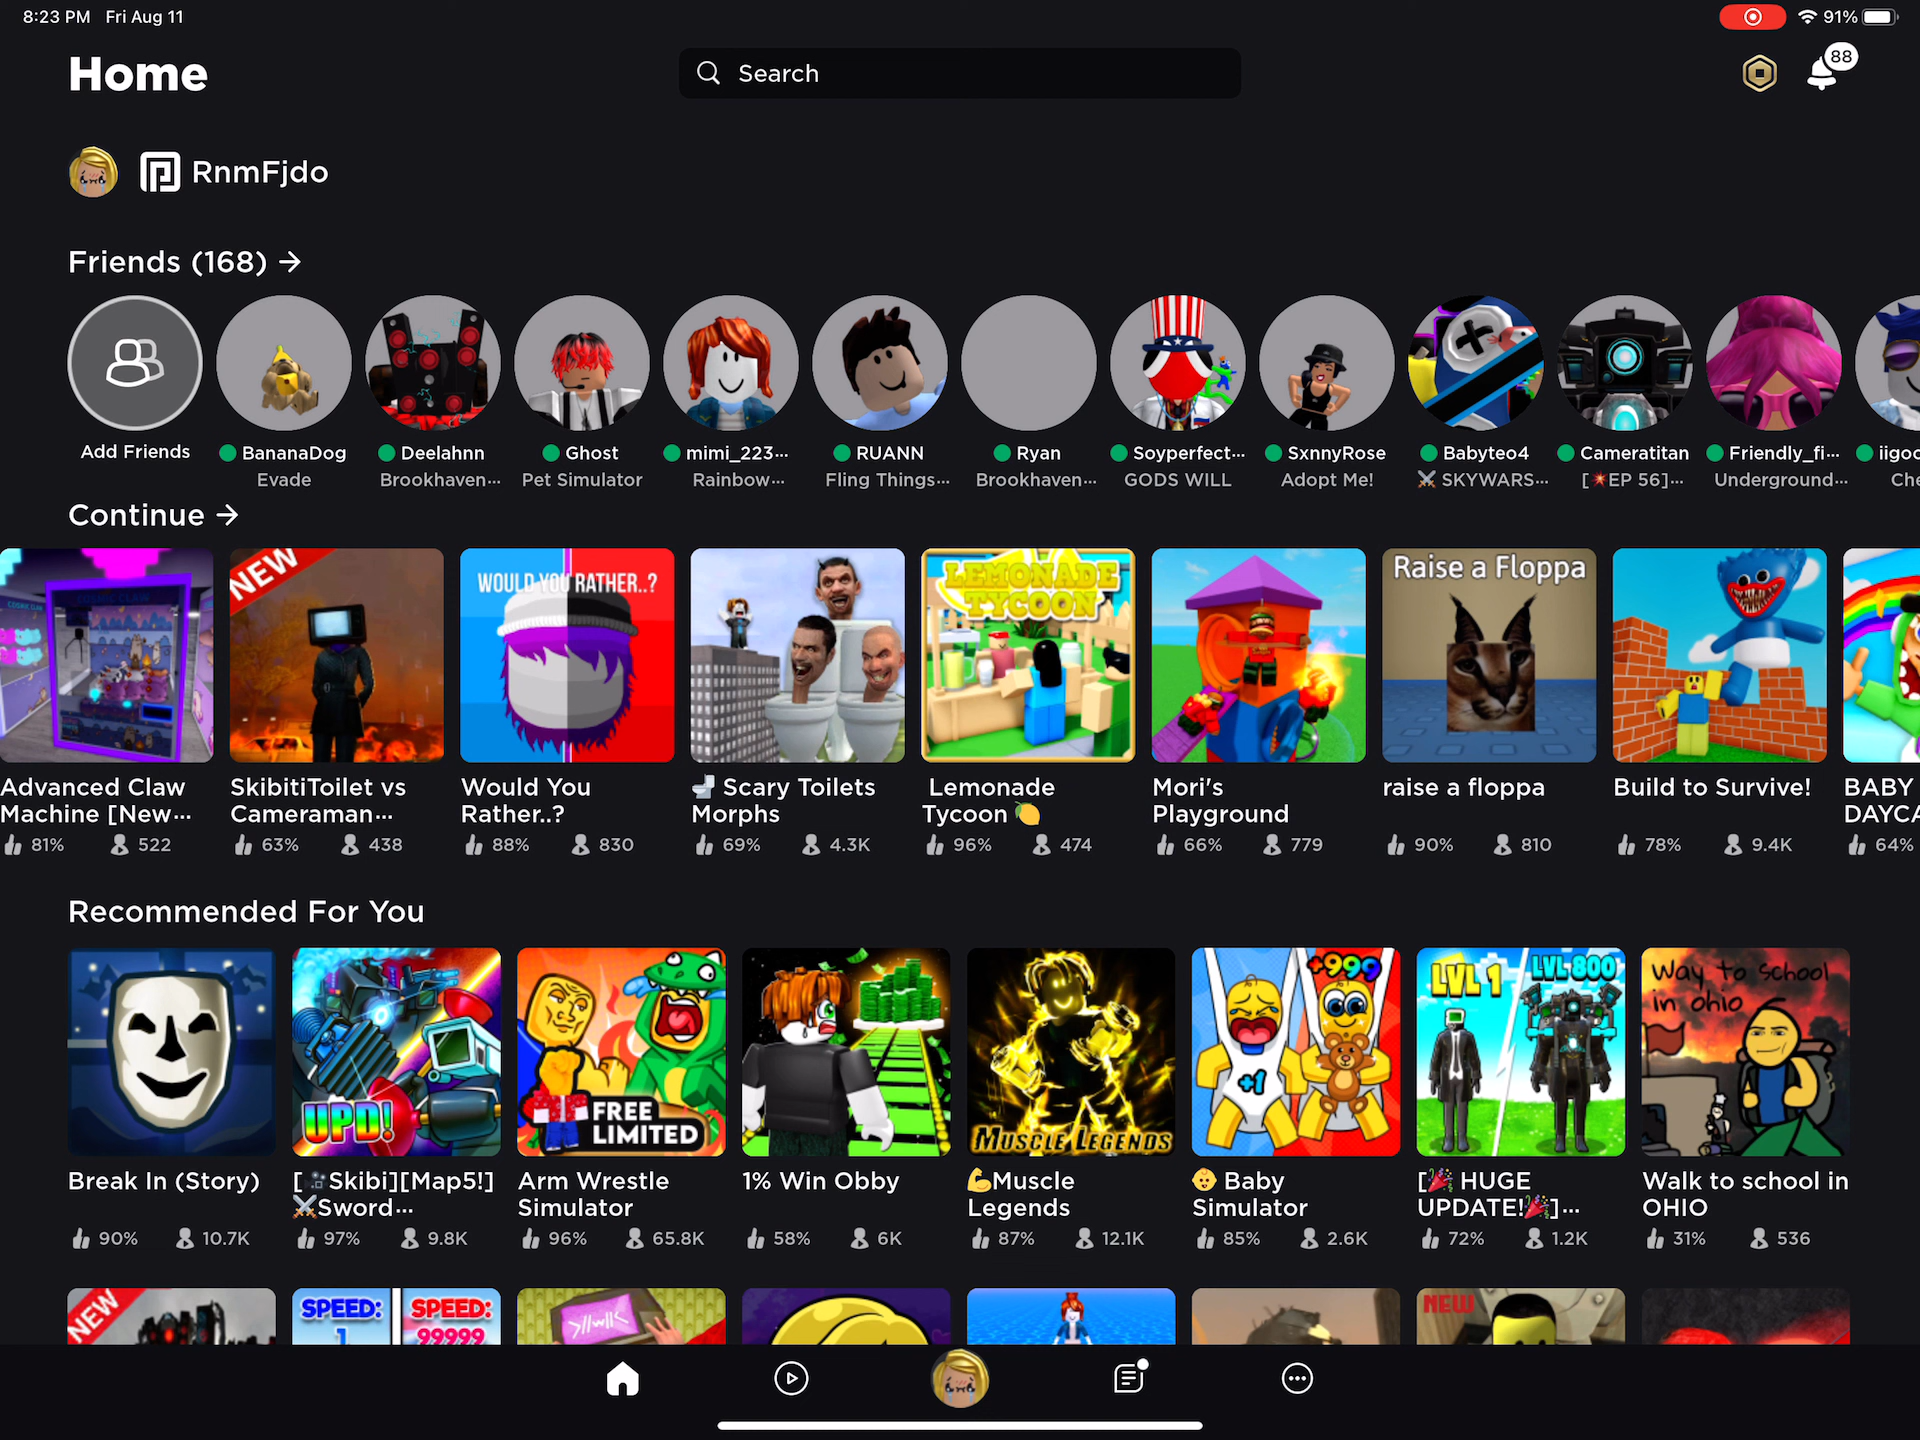 8:23 PM Fri Aug 11
91%
Home
Search
88
RnmFjdo
Friends (168) →
Add Friends
BananaDog
Deelahnn
Ghost
mimi_223...
RUANN
Ryan
Soyperfect...
SxnnyRose
Babyteo4
Cameratitan
Friendly_fi...
iigoo
Evade
Brookhaven...
Pet Simulator
Rainbow...
Fling Things...
Brookhaven...
GODS WILL
Adopt Me!
⚔️ SKYWARS...
[💥EP 56]...
Underground...
Che
Continue →
COSMIC CLAW
NEW
WOULD YOU RATHER..?
LEMONADE
TYCOON
Raise a Floppa
Advanced Claw
Machine [New...
SkibitiToilet vs
Cameraman...
Would You
Rather..?
🚽 Scary Toilets
Morphs
Lemonade
Tycoon 🍋
Mori's
Playground
raise a floppa
Build to Survive!
BABY
DAYCA
81% 522
63% 438
88% 830
69% 4.3K
96% 474
66% 779
90% 810
78% 9.4K
64%
Recommended For You
UPD!
FREE
LIMITED
MUSCLE LEGENDS
+1
+999
LVL 1
LVL 800
Way to school
in ohio
Break In (Story)
[🎥Skibi][Map5!]
⚔️Sword...
Arm Wrestle
Simulator
1% Win Obby
💪Muscle
Legends
👶 Baby
Simulator
[🎉 HUGE
UPDATE!🎉]...
Walk to school in
OHIO
90% 10.7K
97% 9.8K
96% 65.8K
58% 6K
87% 12.1K
85% 2.6K
72% 1.2K
31% 536
NEW
SPEED:
1
SPEED:
99999
NEW